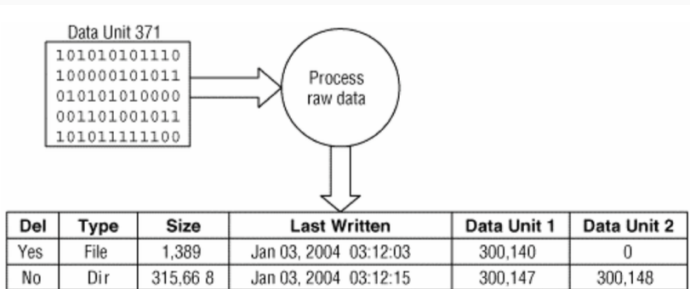 Data Unit 371
101010101110
100000101011
010101010000
001101001011
101011111100
Process
raw data
Del Type Size Last Written Data Unit 1 Data Unit 2
Yes File 1,389 Jan 03, 2004 03:12:03 300,140 0
No Dir 315,66 8 Jan 03, 2004 03:12:15 300,147 300,148